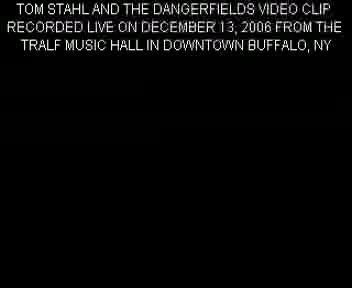 TOM STAHL AND THE DANGERFIELDS VIDEO CLIP
RECORDED LIVE ON DECEMBER 13, 2006 FROM THE
TRALF MUSIC HALL IN DOWNTOWN BUFFALO, NY